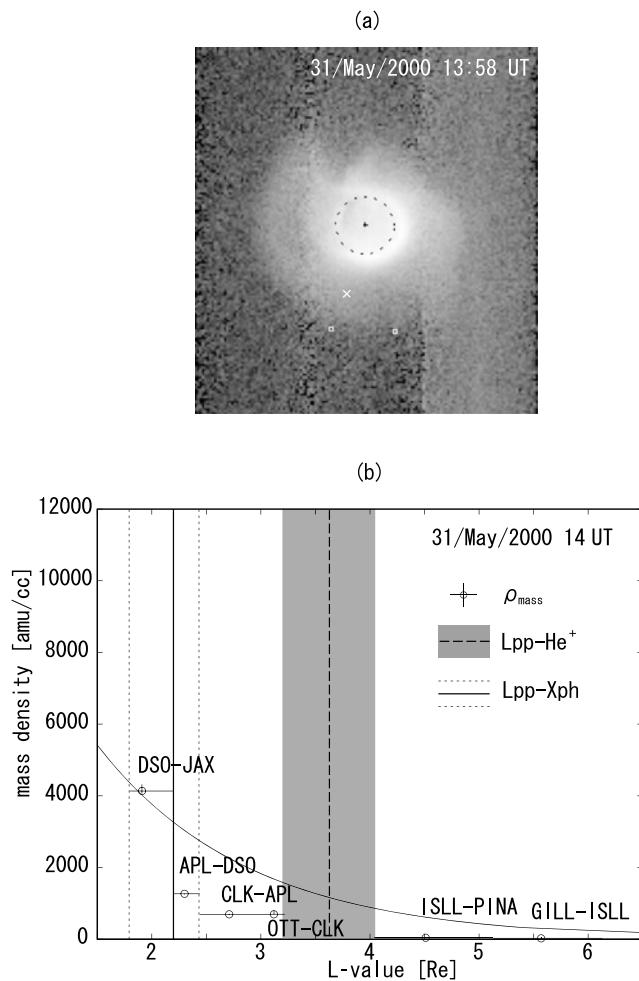 (a)
31/May/2000 13:58 UT
(b)
12000
10000
8000
6000
4000
2000
0
mass density [amu/cc]
31/May/2000 14 UT
ρmass
Lpp-He+
Lpp-Xph
DSO-JAX
APL-DSO
CLK-APL
OTT-CLK
ISLL-PINA
GILL-ISLL
2 3 4 5 6
L-value [Re]